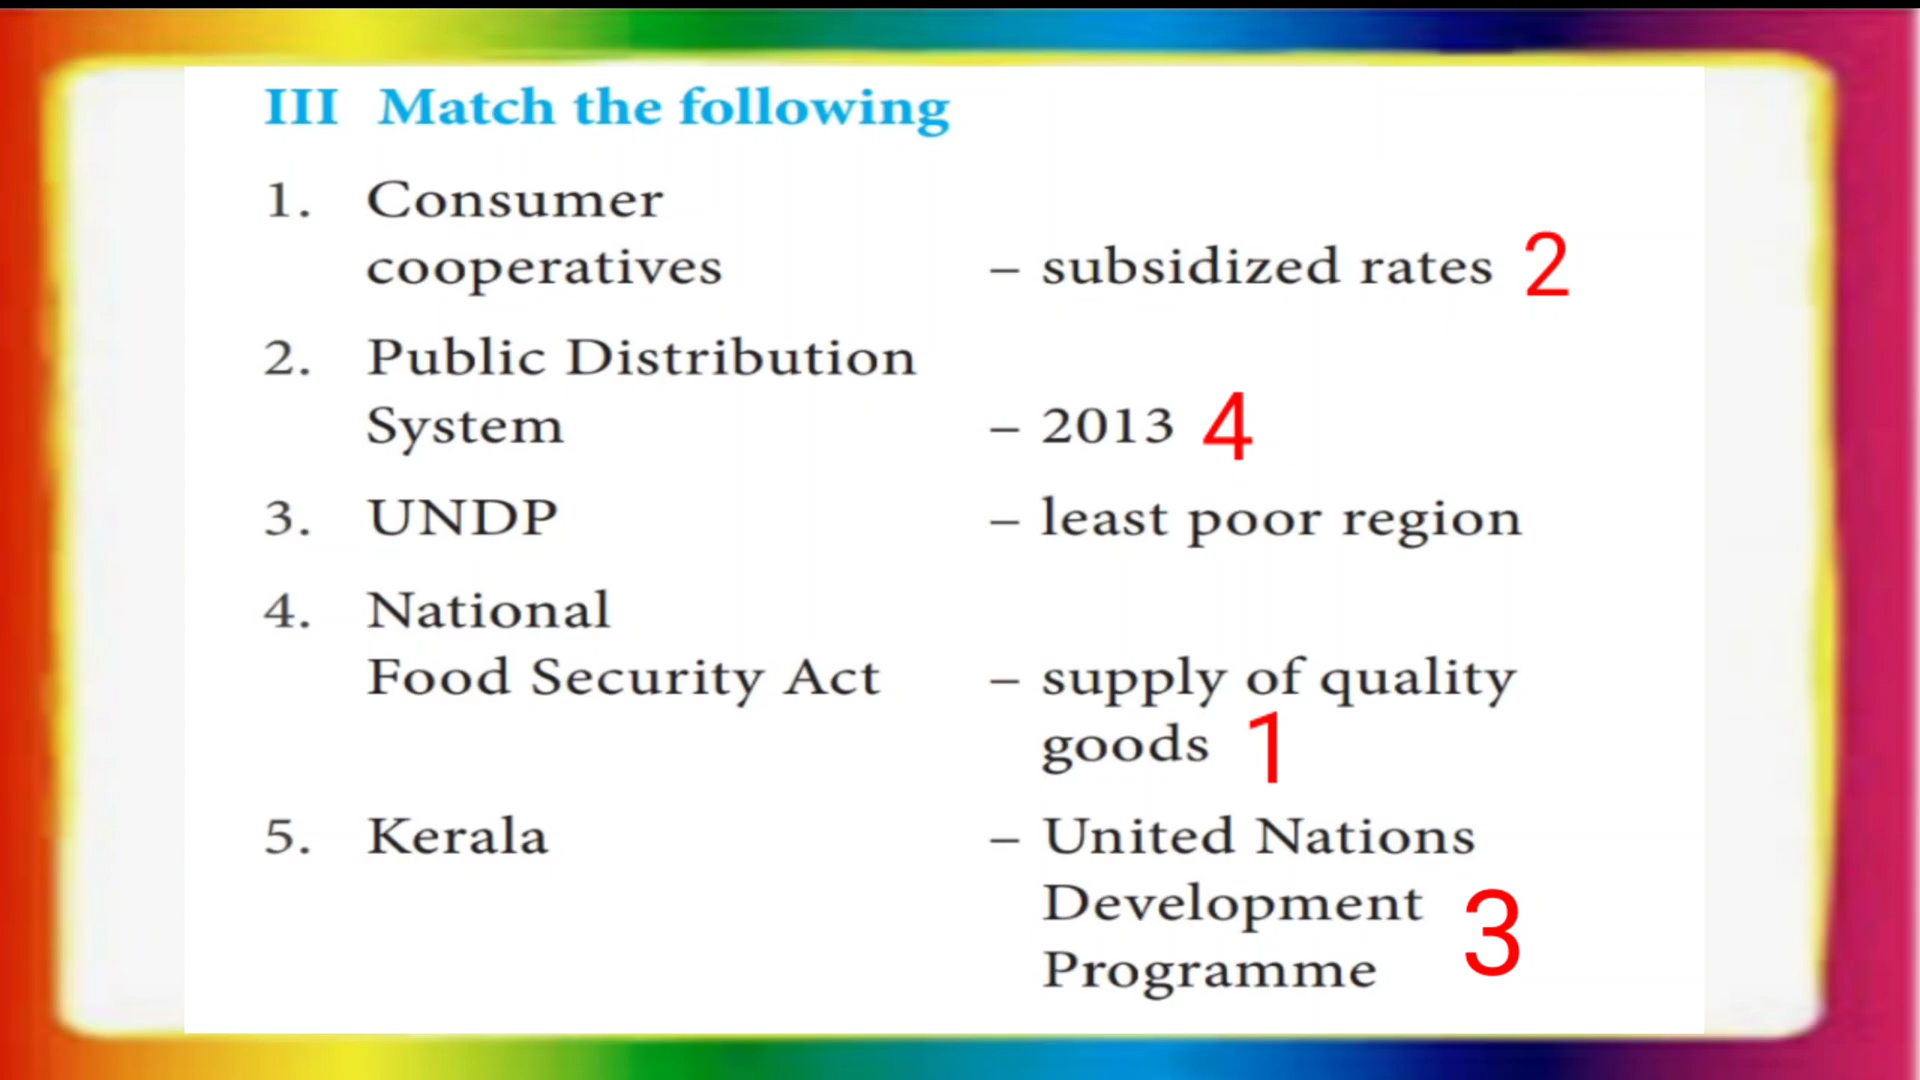 III Match the following
1. Consumer
cooperatives – subsidized rates 2
2. Public Distribution
System – 2013 4
3. UNDP – least poor region
4. National
Food Security Act – supply of quality
goods 1
5. Kerala – United Nations
Development
Programme 3